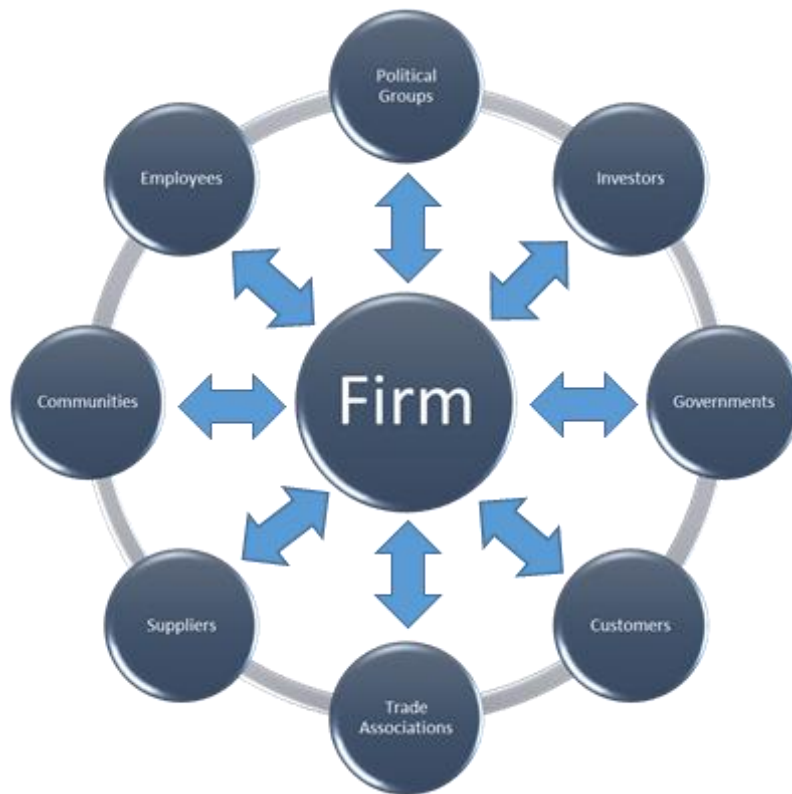 Political
Groups
Employees
Investors
Communities
Firm
Governments
Suppliers
Customers
Trade
Associations